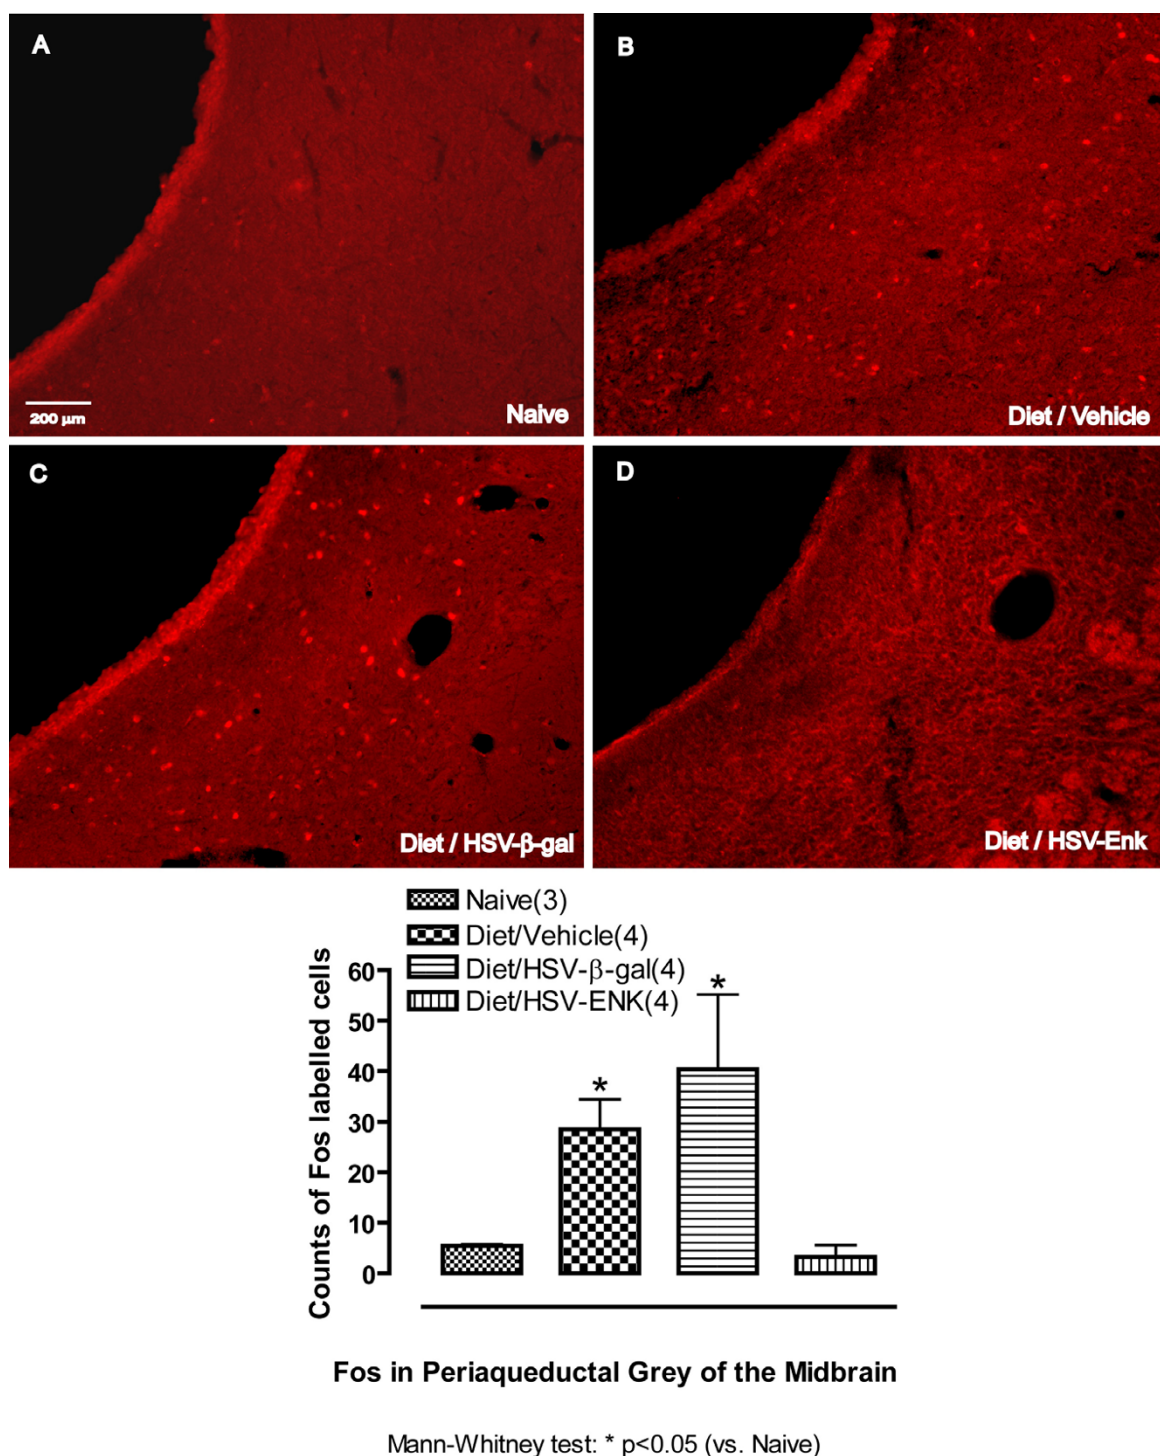 A
B
200 µm
Naive
Diet / Vehicle
C
D
Diet / HSV-β-gal
Diet / HSV-Enk
Naive(3)
Diet/Vehicle(4)
Diet/HSV-β-gal(4)
Diet/HSV-ENK(4)
Counts of Fos labelled cells
60
50
40
30
20
10
0
*
*
Fos in Periaqueductal Grey of the Midbrain
Mann-Whitney test: * p<0.05 (vs. Naive)